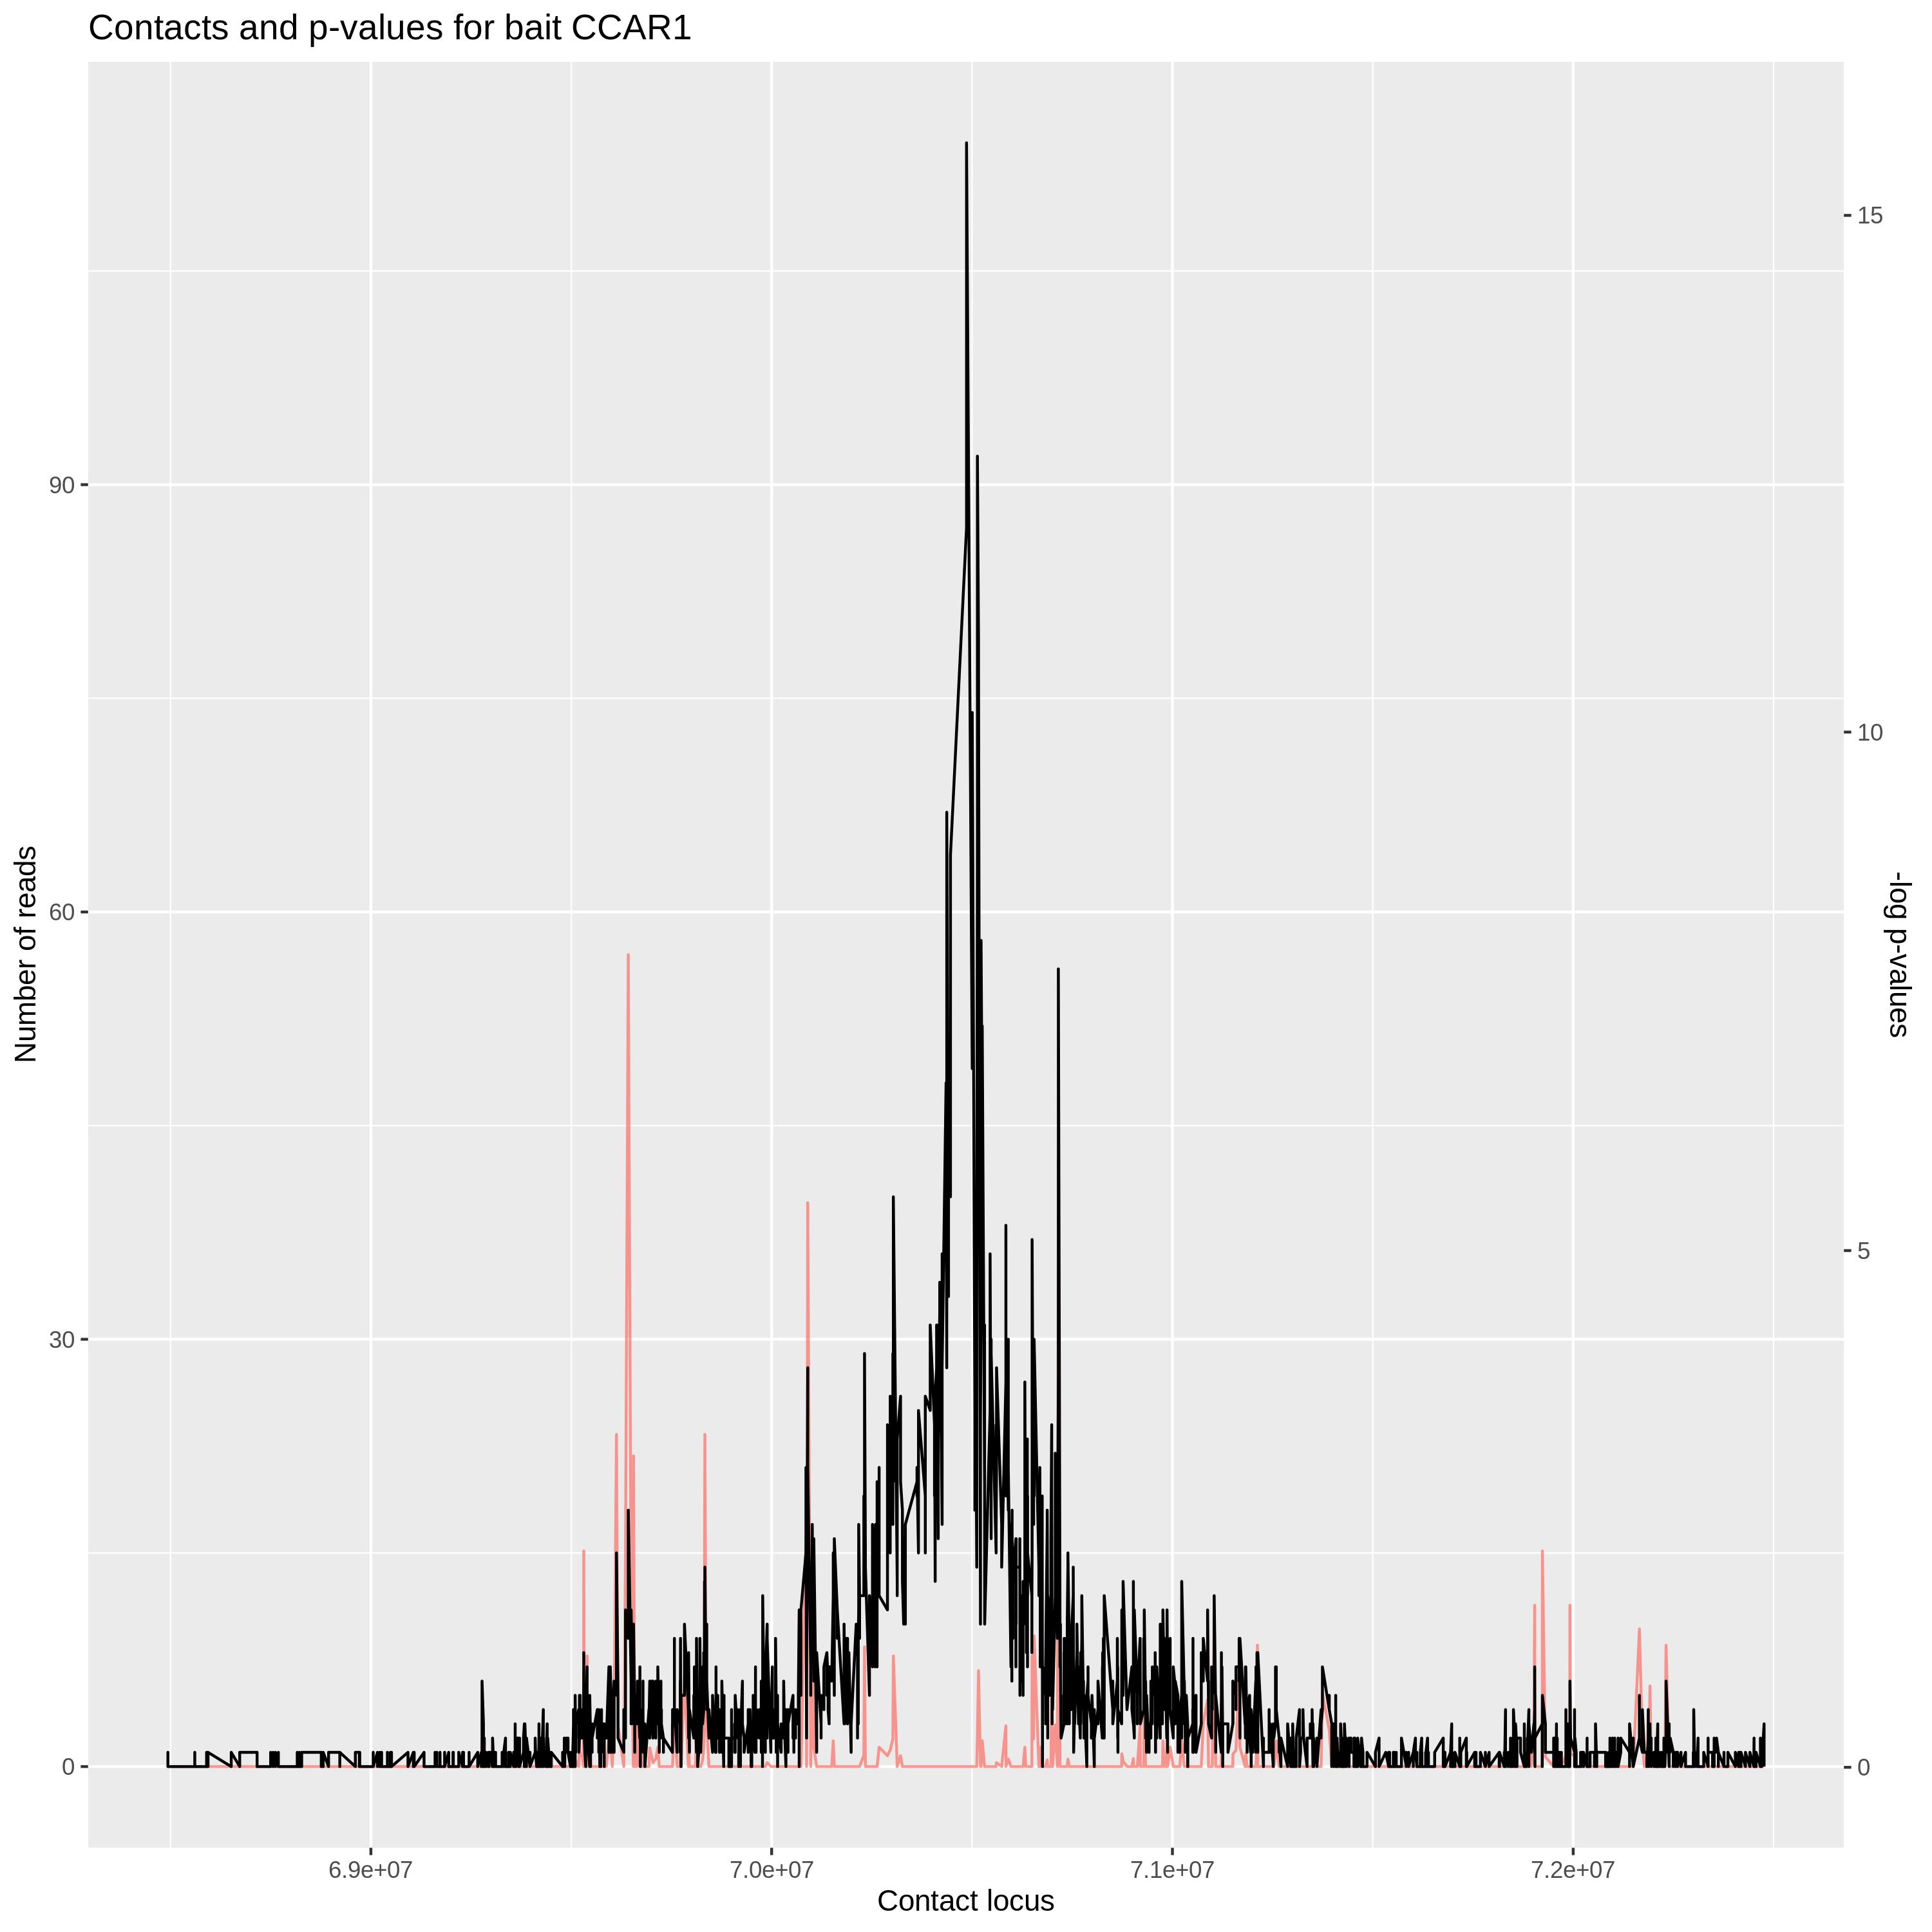 Contacts and p-values for bait CCAR1
Number of reads
90
60
30
0
15
10
5
0
-log p-values
6.9e+07
7.0e+07
7.1e+07
7.2e+07
Contact locus